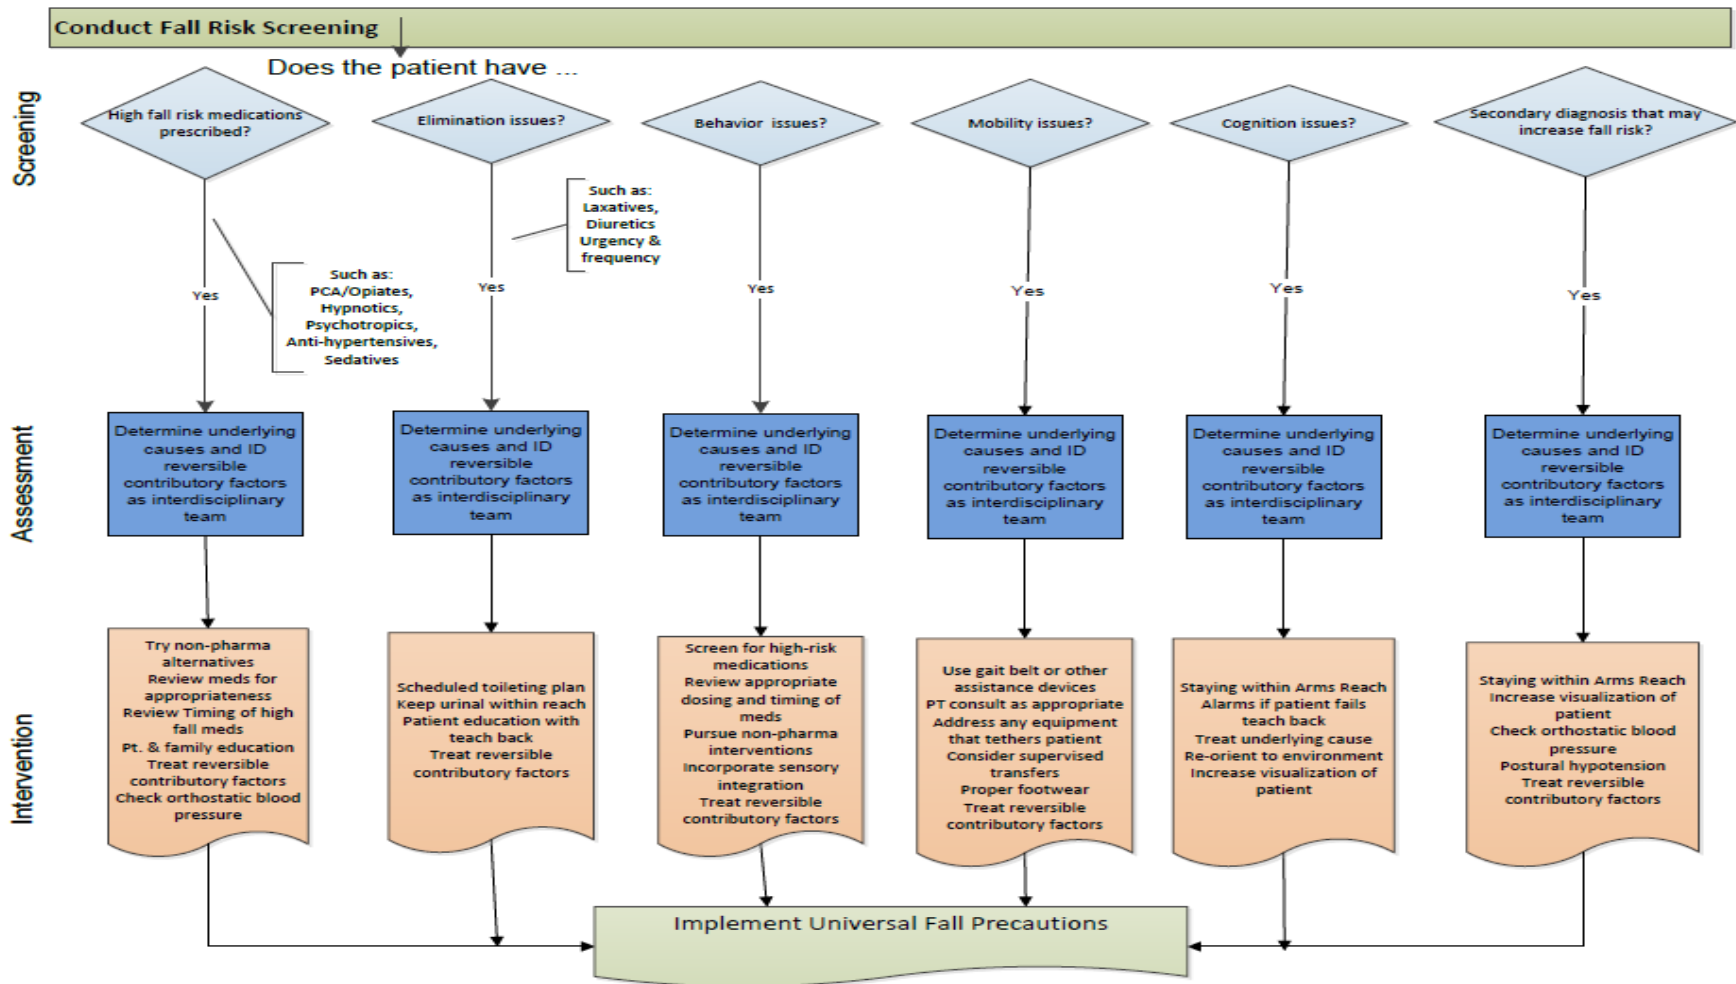 Conduct Fall Risk Screening
Does the patient have ...
Screening
High fall risk medications
prescribed?
Elimination issues?
Behavior issues?
Mobility issues?
Cognition issues?
Secondary diagnosis that may
increase fall risk?
Such as:
Laxatives,
Diuretics
Urgency &
frequency
Such as:
PCA/Opiates,
Hypnotics,
Psychotropics,
Anti-hypertensives,
Sedatives
Yes
Yes
Yes
Yes
Yes
Yes
Assessment
Determine underlying
causes and ID
reversible
contributory factors
as interdisciplinary
team
Determine underlying
causes and ID
reversible
contributory factors
as interdisciplinary
team
Determine underlying
causes and ID
reversible
contributory factors
as interdisciplinary
team
Determine underlying
causes and ID
reversible
contributory factors
as interdisciplinary
team
Determine underlying
causes and ID
reversible
contributory factors
as interdisciplinary
team
Determine underlying
causes and ID
reversible
contributory factors
as interdisciplinary
team
Intervention
Try non-pharma
alternatives
Review meds for
appropriateness
Review Timing of high
fall meds
Pt. & family education
Treat reversible
contributory factors
Check orthostatic blood
pressure
Scheduled toileting plan
Keep urinal within reach
Patient education with
teach back
Treat reversible
contributory factors
Screen for high-risk
medications
Review appropriate
dosing and timing of
meds
Pursue non-pharma
interventions
Incorporate sensory
integration
Treat reversible
contributory factors
Use gait belt or other
assistance devices
PT consult as appropriate
Address any equipment
that tethers patient
Consider supervised
transfers
Proper footwear
Treat reversible
contributory factors
Staying within Arms Reach
Alarms if patient fails
teach back
Treat underlying cause
Re-orient to environment
Increase visualization of
patient
Staying within Arms Reach
Increase visualization of
patient
Check orthostatic blood
pressure
Postural hypotension
Treat reversible
contributory factors
Implement Universal Fall Precautions